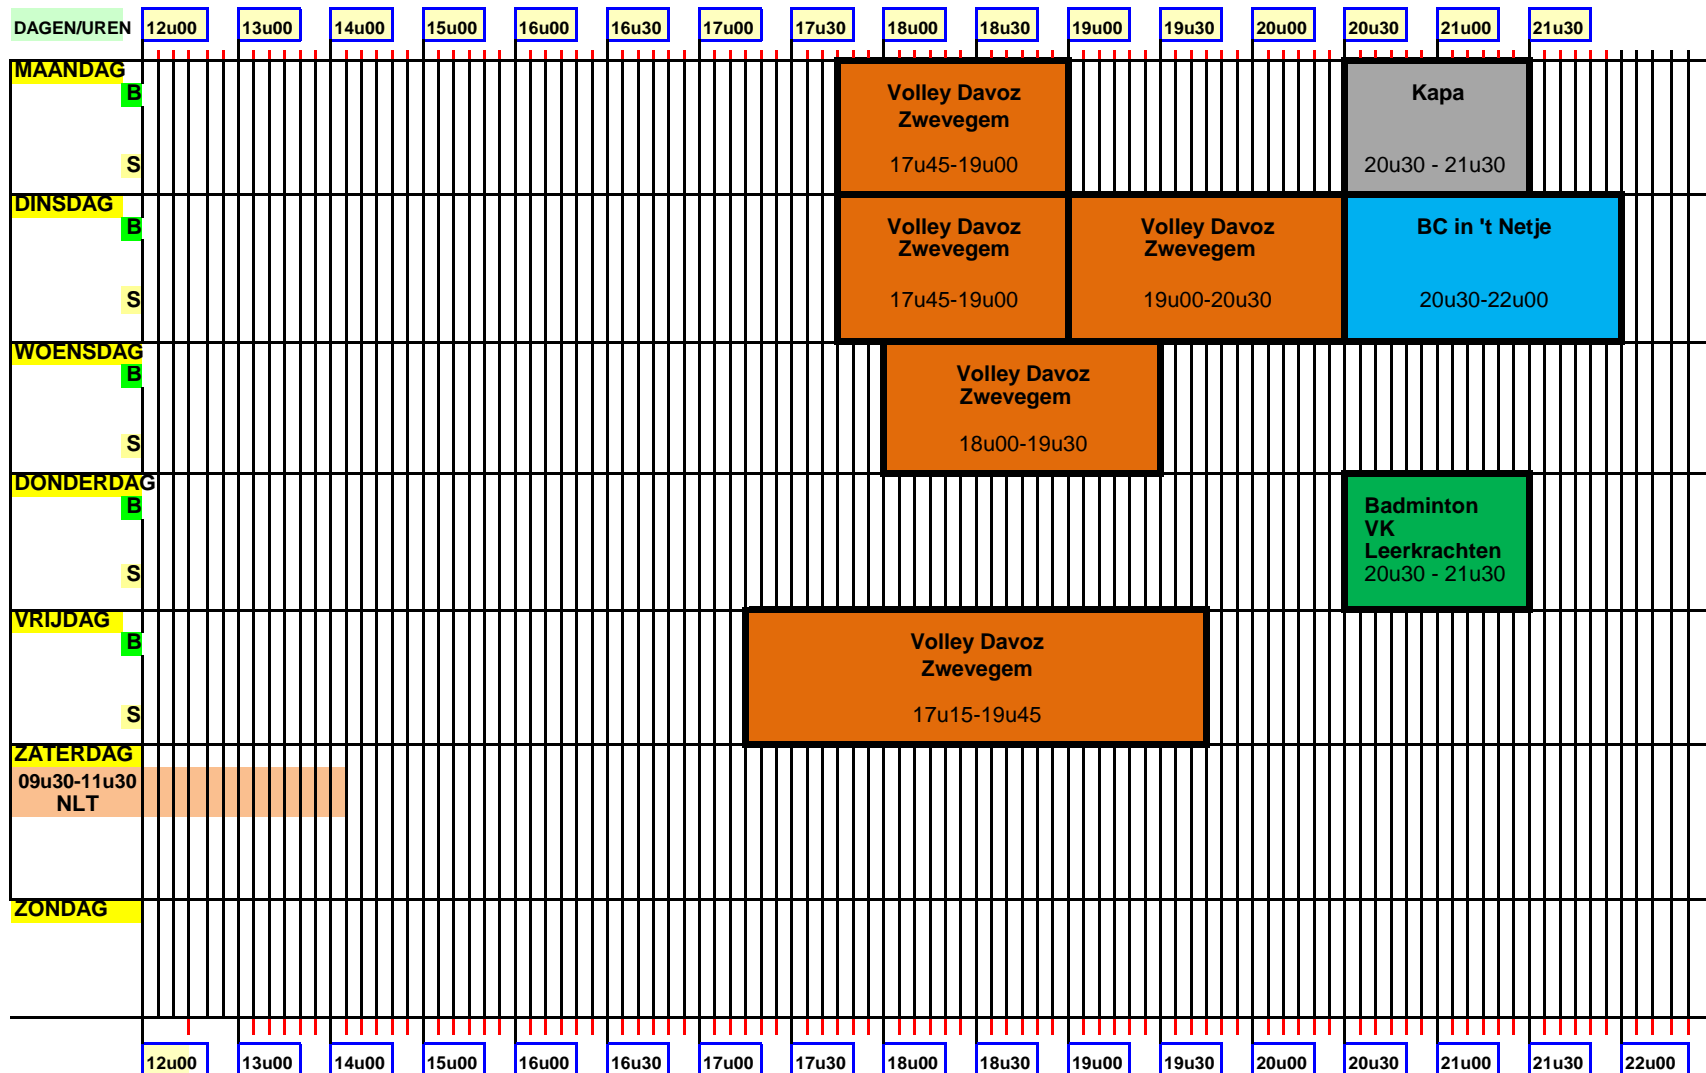 DAGEN/UREN 12u00 13u00 14u00 15u00 16u00 16u30 17u00 17u30 18u00 18u30 19u00 19u30 20u00 20u30 21u00 21u30
MAANDAG
B
S
Volley Davoz
Zwevegem
17u45-19u00
Kapa
20u30 - 21u30
DINSDAG
B
S
Volley Davoz
Zwevegem
17u45-19u00
Volley Davoz
Zwevegem
19u00-20u30
BC in 't Netje
20u30-22u00
WOENSDAG
B
S
Volley Davoz
Zwevegem
18u00-19u30
DONDERDAG
B
S
Badminton
VK
Leerkrachten
20u30 - 21u30
VRIJDAG
B
S
Volley Davoz
Zwevegem
17u15-19u45
ZATERDAG
09u30-11u30
NLT
ZONDAG
12u00 13u00 14u00 15u00 16u00 16u30 17u00 17u30 18u00 18u30 19u00 19u30 20u00 20u30 21u00 21u30 22u00